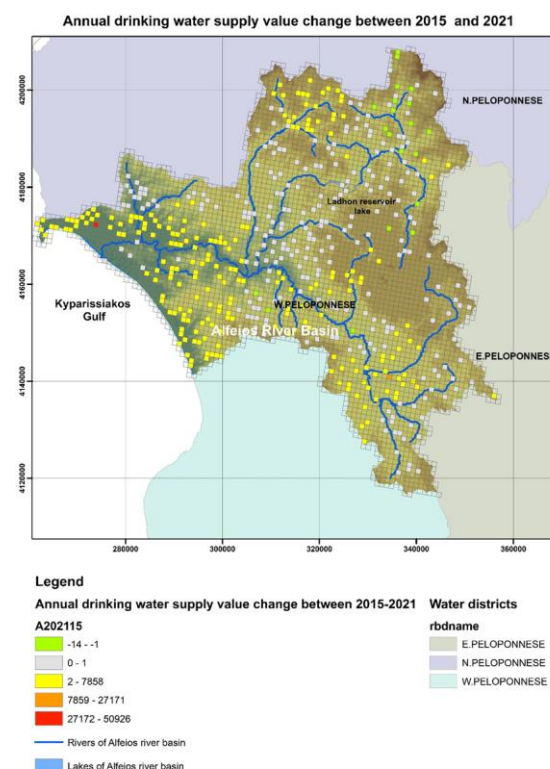 Annual drinking water supply value change between 2015 and 2021
4200000
4180000
4160000
4140000
4120000
N.PELOPONNESE
Ladhon reservoir
lake
Kyparissiakos
Gulf
W.PELOPONNESE
Alfeios River Basin
E.PELOPONNES
280000
300000
320000
340000
360000
Legend
Annual drinking water supply value change between 2015-2021
A202115
-14 - -1
0 - 1
2 - 7858
7859 - 27171
27172 - 50926
Rivers of Alfeios river basin
Lakes of Alfeios river basin
Water districts
rbdname
E.PELOPONNESE
N.PELOPONNESE
W.PELOPONNESE